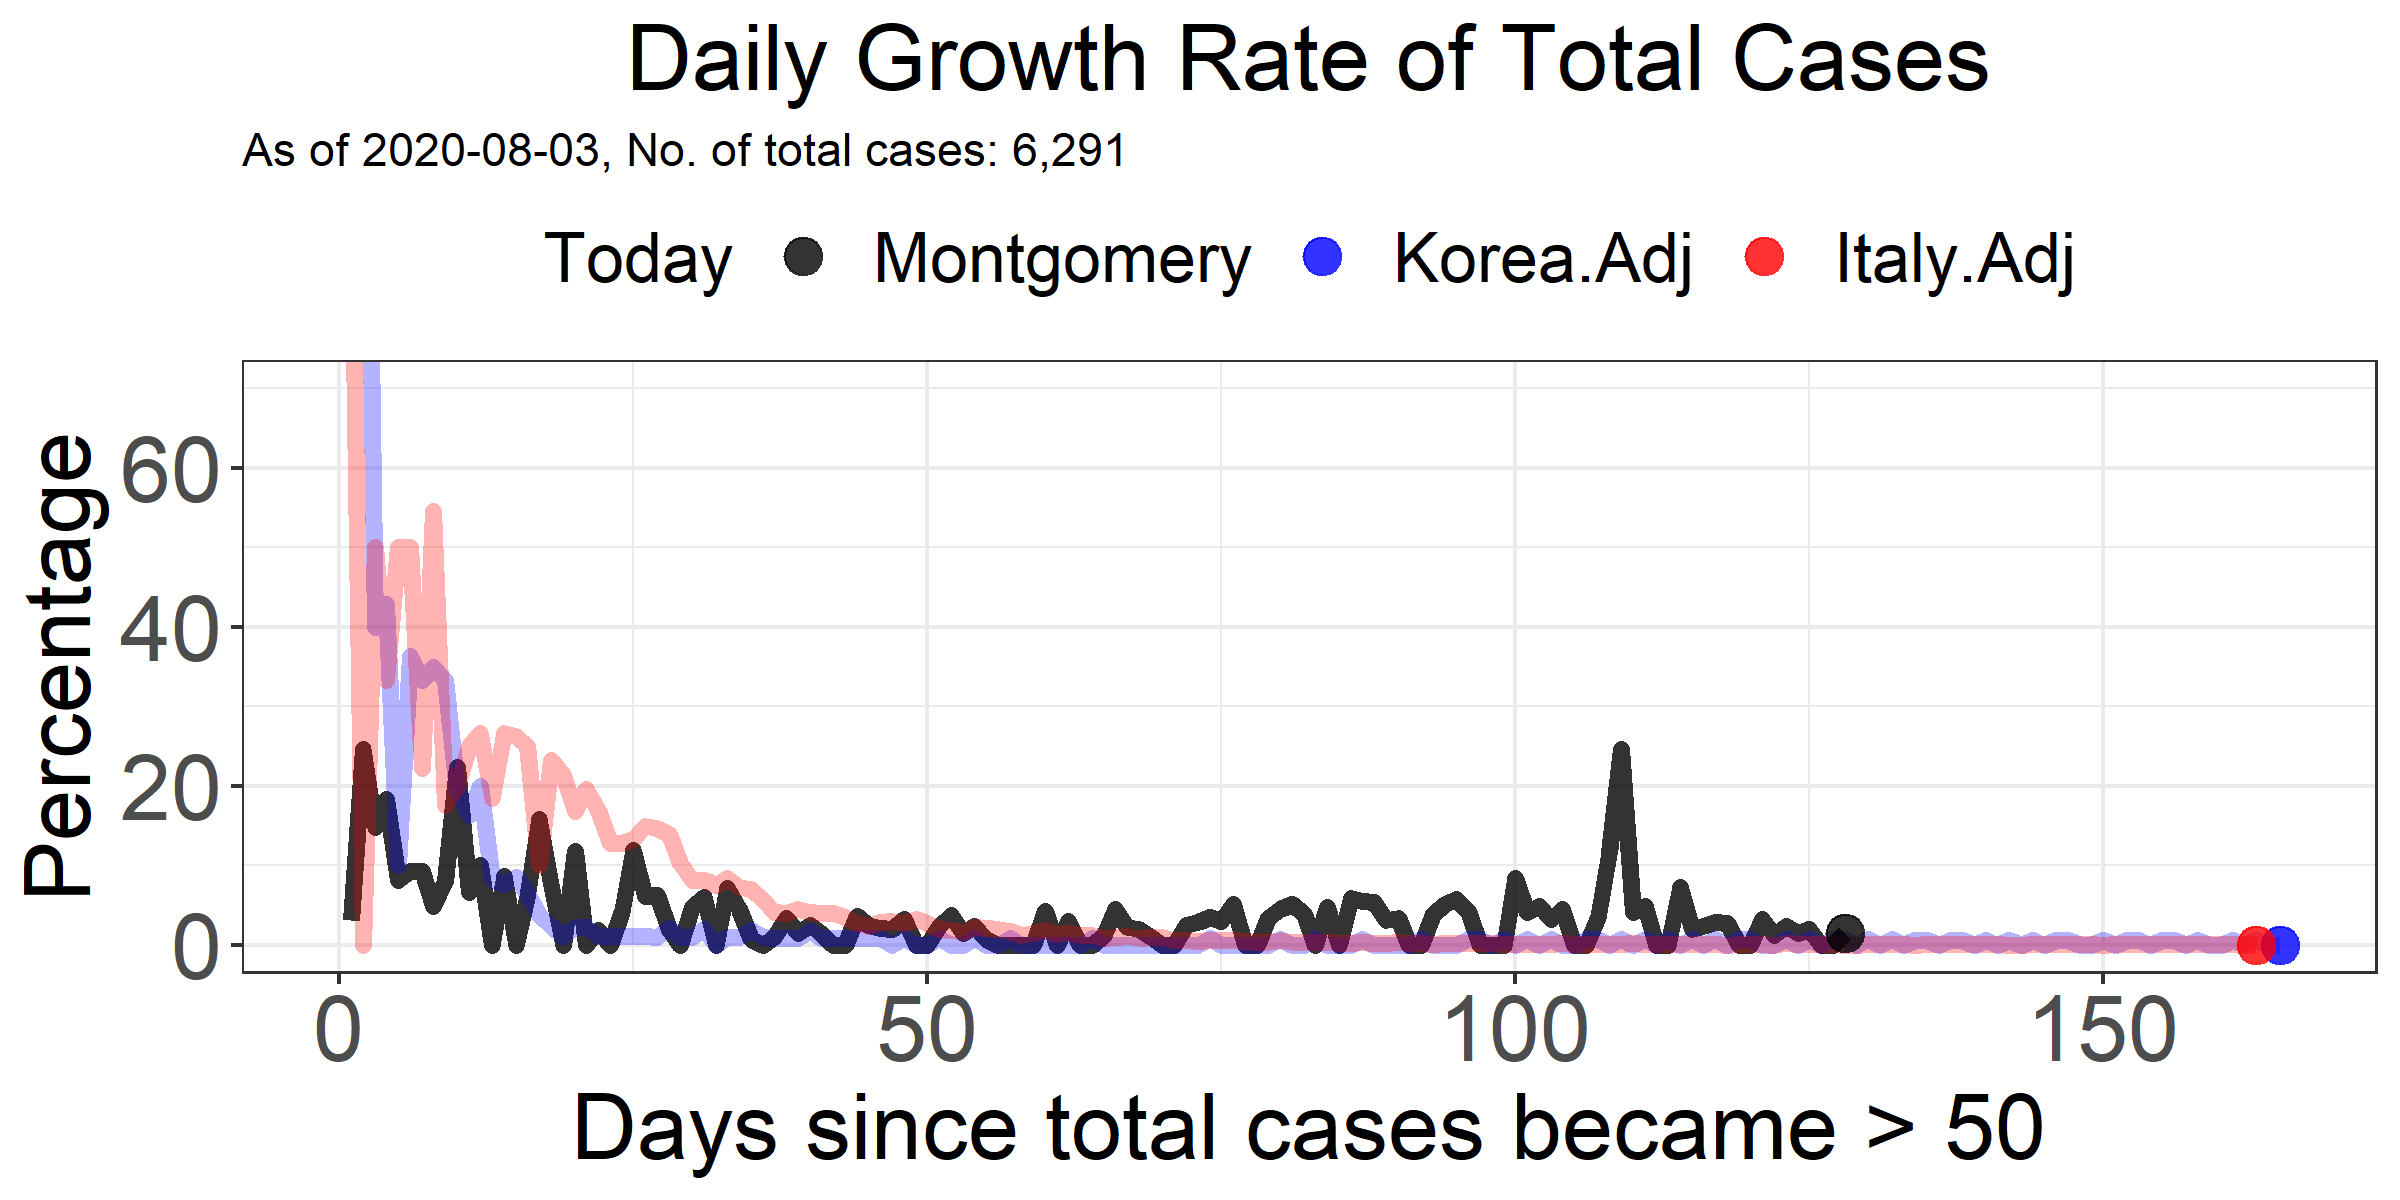 Daily Growth Rate of Total Cases
As of 2020-08-03, No. of total cases: 6,291
Today Montgomery Korea.Adj Italy.Adj
Percentage
60
40
20
0
0 50 100 150
Days since total cases became > 50